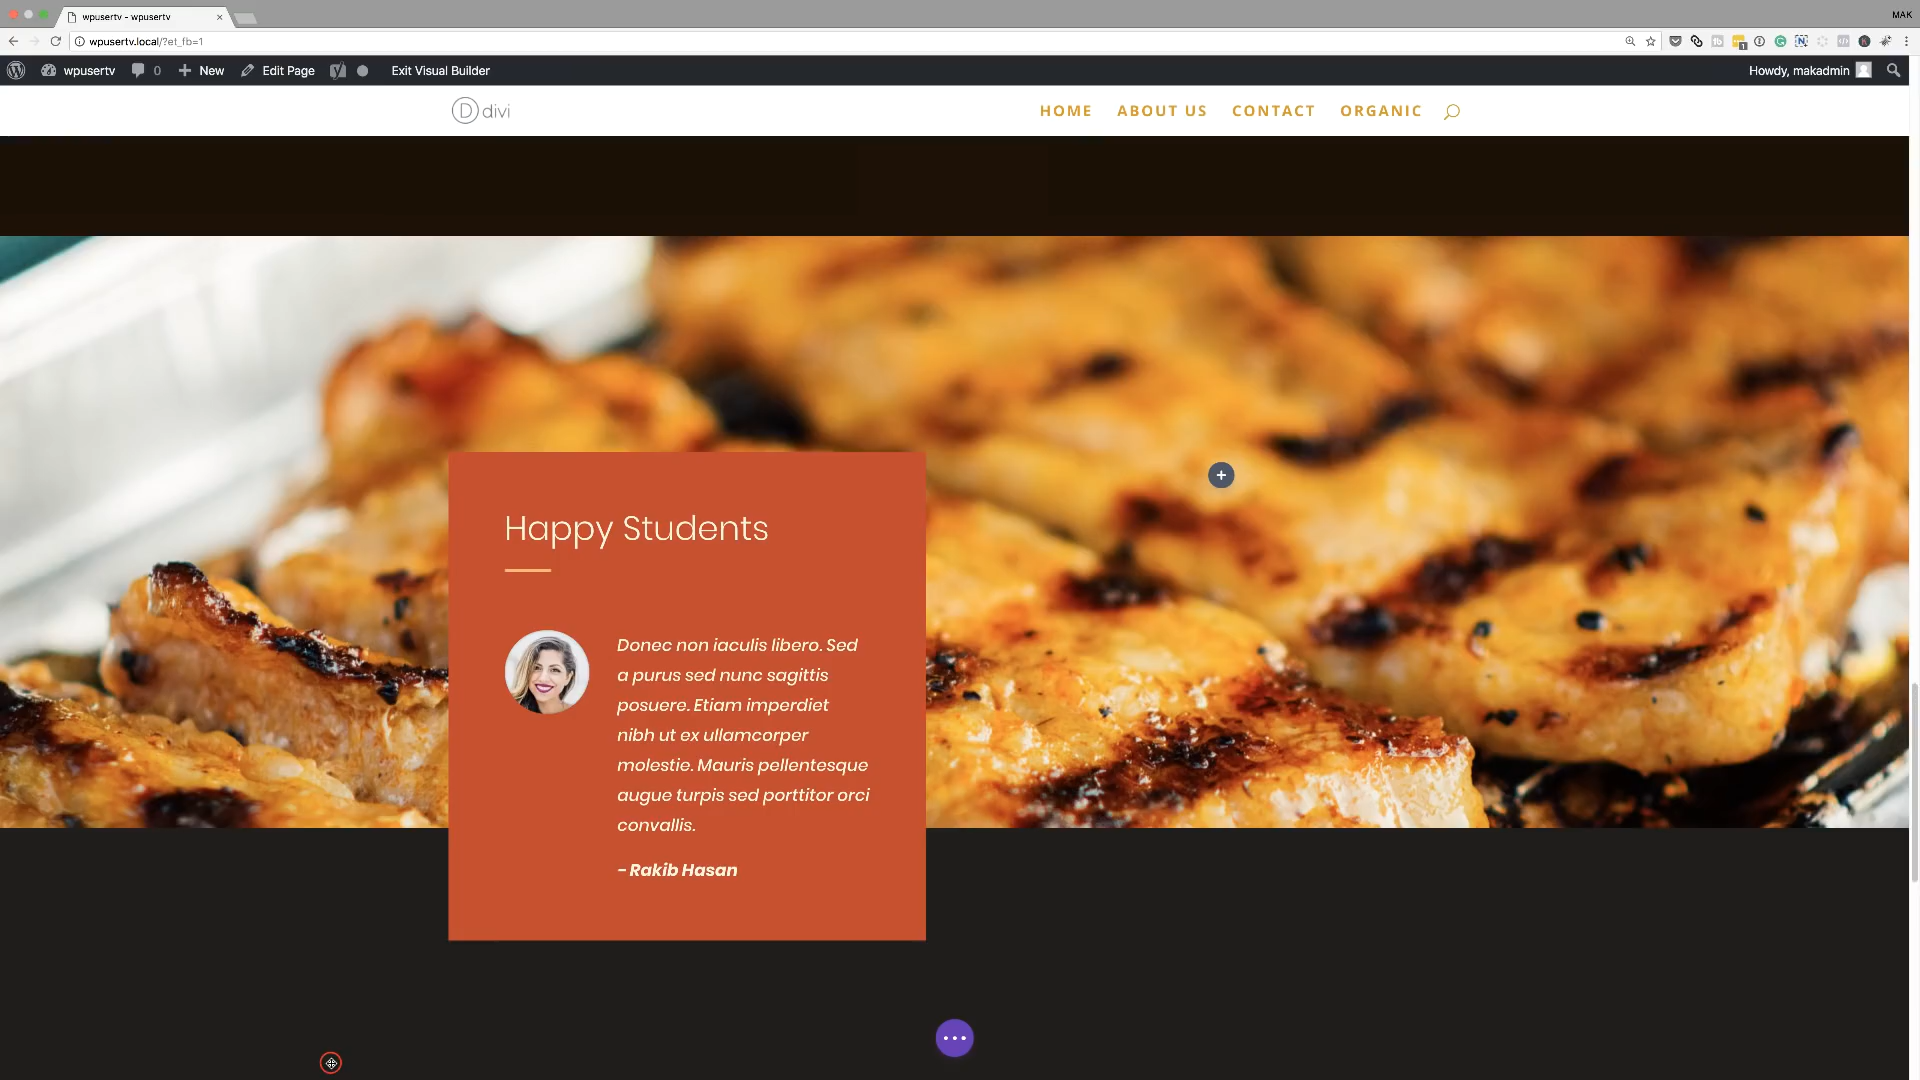 wpusertv - wpusertv
MAK
wpusertv.local/?et_fb=1
wpusertv 0 New Edit Page Exit Visual Builder Howdy, makadmin
D divi
HOME ABOUT US CONTACT ORGANIC
Happy Students
Donec non iaculis libero. Sed
a purus sed nunc sagittis
posuere. Etiam imperdiet
nibh ut ex ullamcorper
molestie. Mauris pellentesque
augue turpis sed porttitor orci
convallis.
- Rakib Hasan